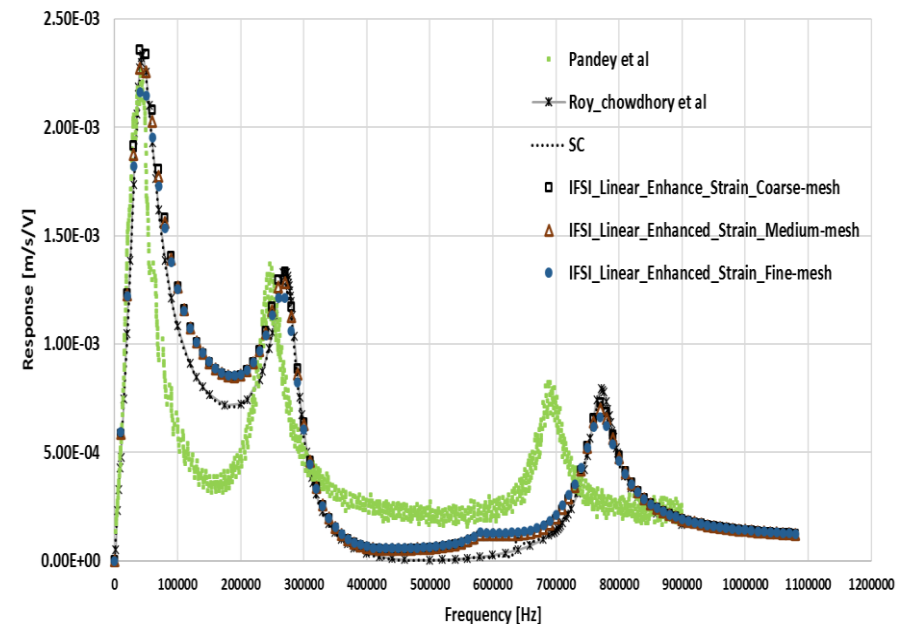 2.50E-03
2.00E-03
1.50E-03
1.00E-03
5.00E-04
0.00E+00
Response [m/s/V]
Pandey et al
Roy_chowdhory et al
SC
IFSI_Linear_Enhance_Strain_Coarse-mesh
IFSI_Linear_Enhanced_Strain_Medium-mesh
IFSI_Linear_Enhanced_Strain_Fine-mesh
0 100000 200000 300000 400000 500000 600000 700000 800000 900000 1000000 1100000 1200000
Frequency [Hz]